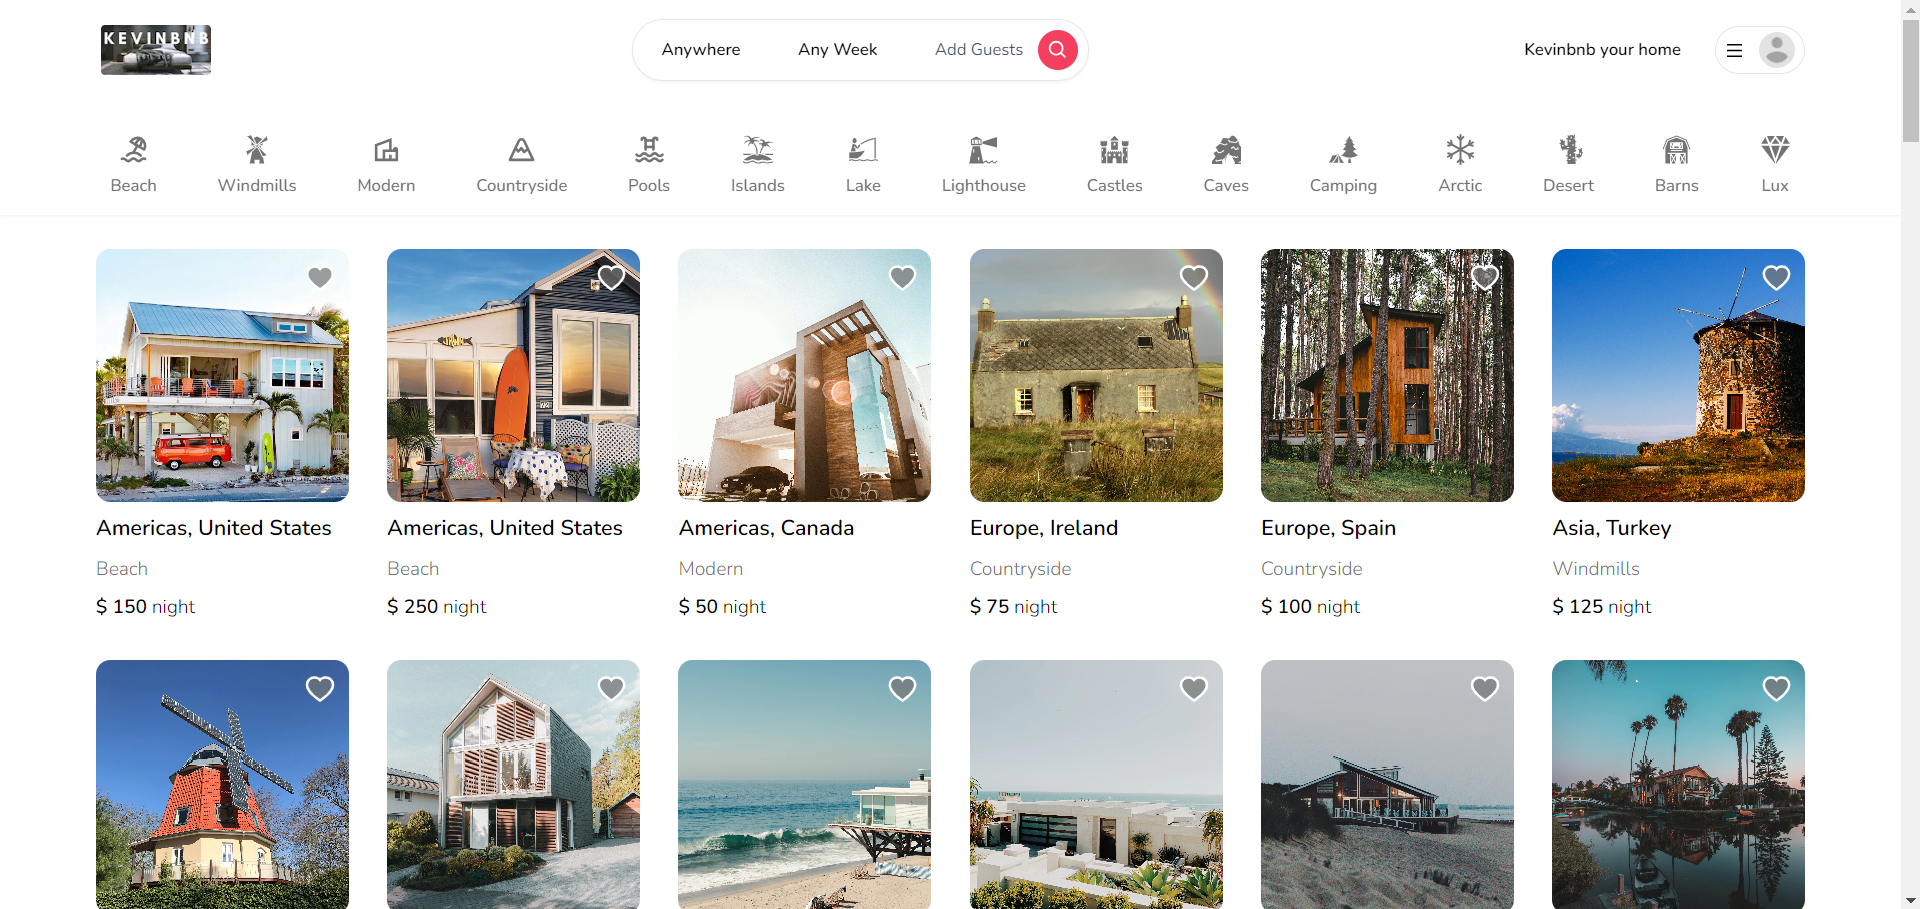 KEVINBNB
Anywhere Any Week Add Guests
Kevinbnb your home
Beach Windmills Modern Countryside Pools Islands Lake Lighthouse Castles Caves Camping Arctic Desert Barns Lux
Americas, United States
Beach
$ 150 night
Americas, United States
Beach
$ 250 night
Americas, Canada
Modern
$ 50 night
Europe, Ireland
Countryside
$ 75 night
Europe, Spain
Countryside
$ 100 night
Asia, Turkey
Windmills
$ 125 night